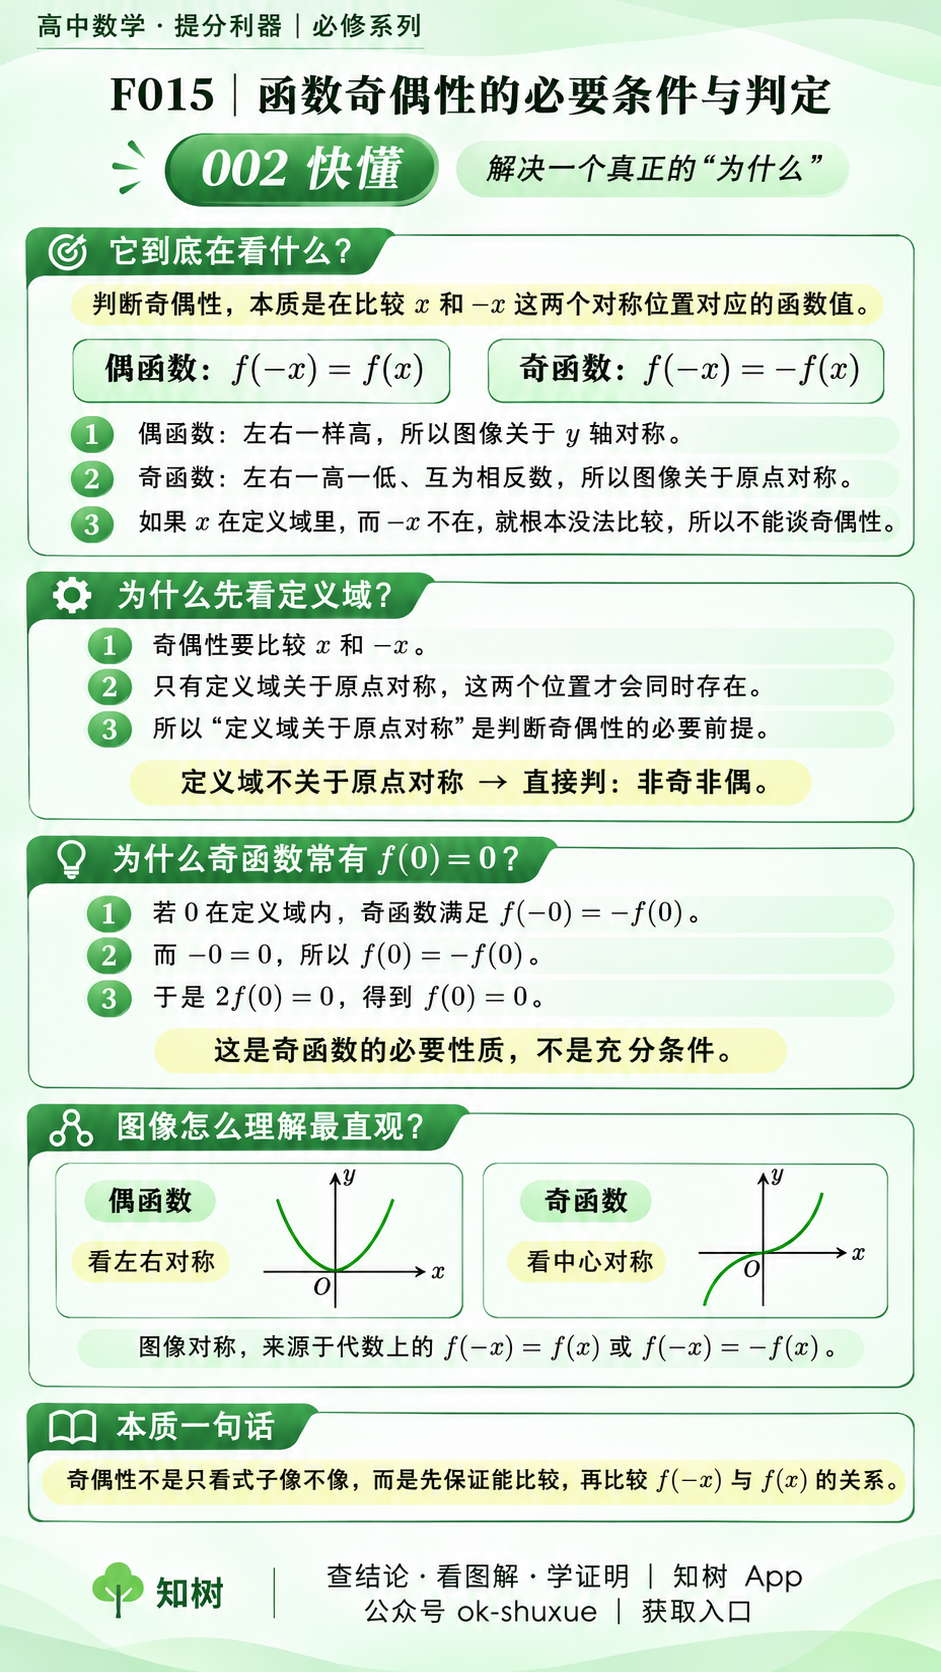 高中数学 · 提分利器｜必修系列
F015｜函数奇偶性的必要条件与判定
002 快懂
解决一个真正的“为什么”
它到底在看什么？
判断奇偶性，本质是在比较 x 和 −x 这两个对称位置对应的函数值。
偶函数：f(−x) = f(x)
奇函数：f(−x) = −f(x)
1 偶函数：左右一样高，所以图像关于 y 轴对称。
2 奇函数：左右一高一低、互为相反数，所以图像关于原点对称。
3 如果 x 在定义域里，而 −x 不在，就根本没法比较，所以不能谈奇偶性。
为什么先看定义域？
1 奇偶性要比较 x 和 −x。
2 只有定义域关于原点对称，这两个位置才会同时存在。
3 所以“定义域关于原点对称”是判断奇偶性的必要前提。
定义域不关于原点对称 → 直接判：非奇非偶。
为什么奇函数常有 f(0) = 0？
1 若 0 在定义域内，奇函数满足 f(−0) = −f(0)。
2 而 −0 = 0，所以 f(0) = −f(0)。
3 于是 2f(0) = 0，得到 f(0) = 0。
这是奇函数的必要性质，不是充分条件。
图像怎么理解最直观？
偶函数
看左右对称
y
x
O
奇函数
看中心对称
y
x
O
图像对称，来源于代数上的 f(−x) = f(x) 或 f(−x) = −f(x)。
本质一句话
奇偶性不是只看式子像不像，而是先保证能比较，再比较 f(−x) 与 f(x) 的关系。
知树
查结论 · 看图解 · 学证明 ｜ 知树 App
公众号 ok-shuxue ｜ 获取入口